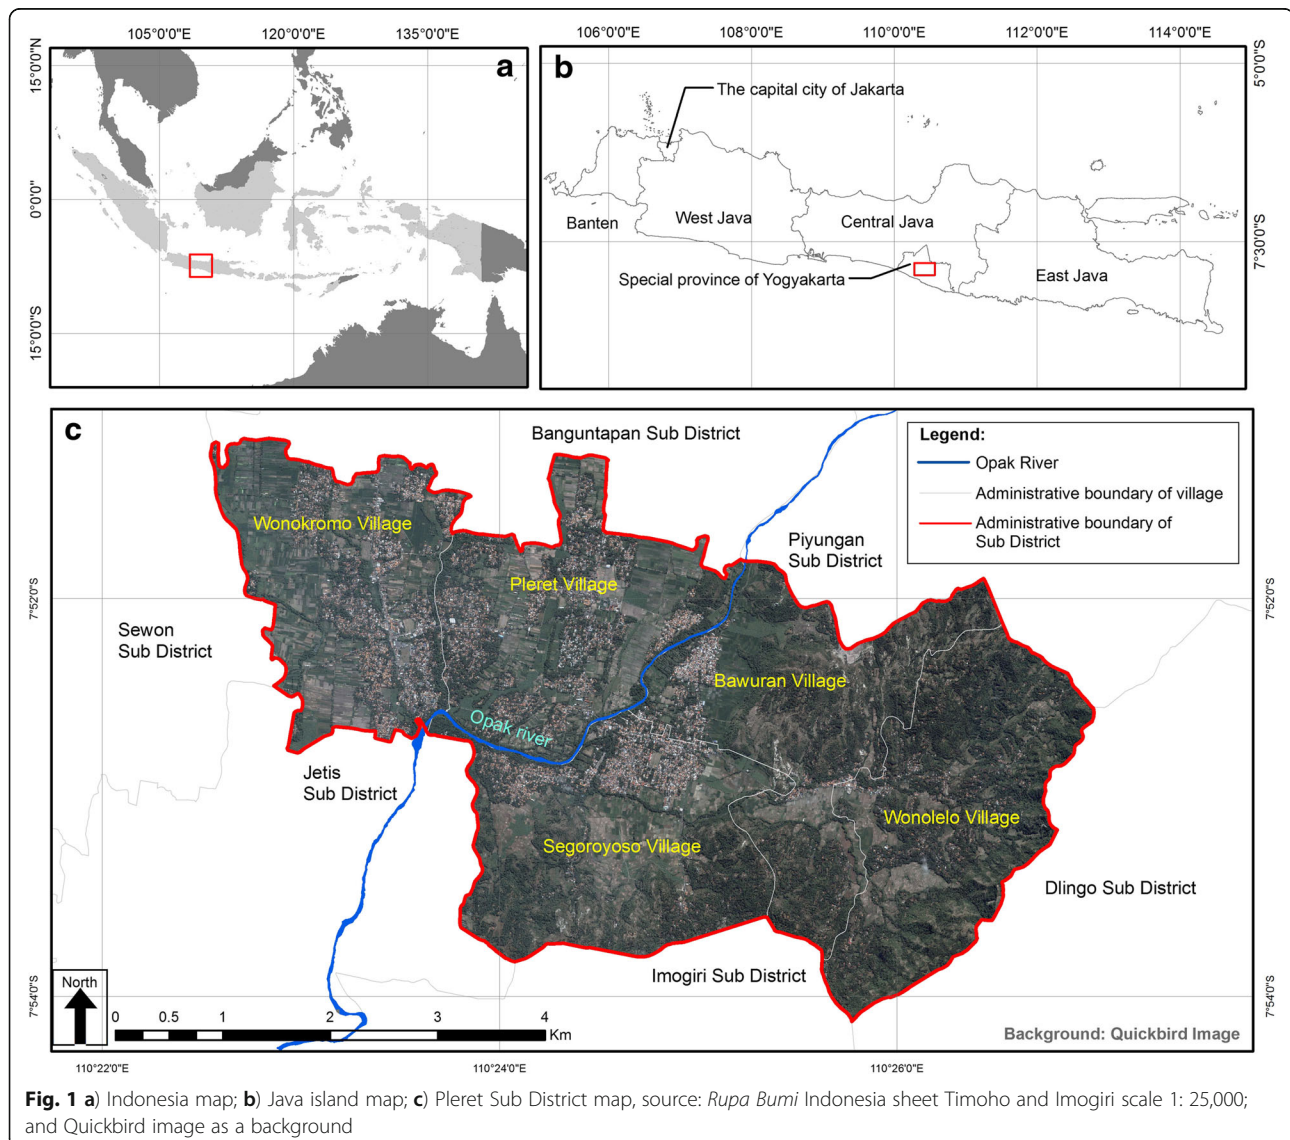 105°0'0"E
120°0'0"E
135°0'0"E
15°0'0"N
0°0'0"
15°0'0"S
a
106°0'0"E
108°0'0"E
110°0'0"E
112°0'0"E
114°0'0"E
5°0'0"S
7°30'0"S
b
The capital city of Jakarta
Banten
West Java
Central Java
Special province of Yogyakarta
East Java
c
Banguntapan Sub District
Legend:
Opak River
Administrative boundary of village
Administrative boundary of
Sub District
Wonokromo Village
Piyungan
Sub District
Pleret Village
7°52'0"S
7°52'0"S
Sewon
Sub District
Bawuran Village
Opak river
Jetis
Sub District
Wonolelo Village
Segoroyoso Village
Dlingo Sub District
Imogiri Sub District
North
7°54'0"S
7°54'0"S
0 0.5 1 2 3 4
Km
Background: Quickbird Image
110°22'0"E
110°24'0"E
110°26'0"E
Fig. 1 a) Indonesia map; b) Java island map; c) Pleret Sub District map, source: Rupa Bumi Indonesia sheet Timoho and Imogiri scale 1: 25,000;
and Quickbird image as a background